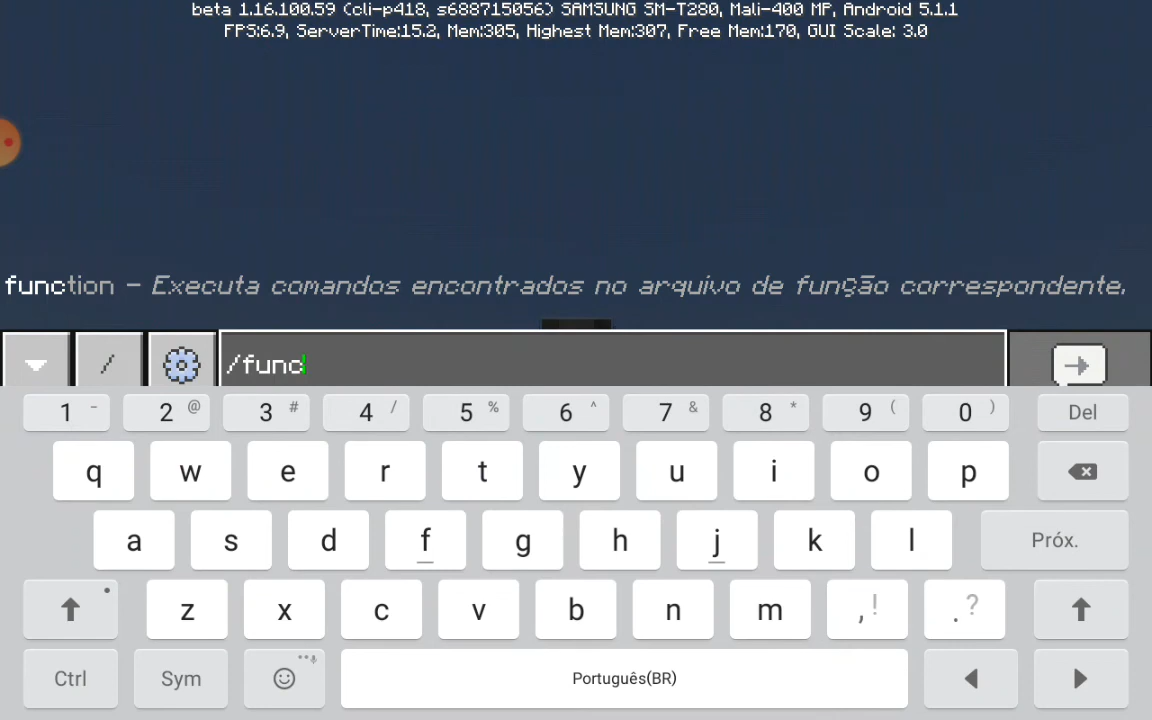 beta 1.16.100.59 (cli-p418, s688715056) SAMSUNG SM-T280, Mali-400 MP, Android 5.1.1
FPS:6.9, ServerTime:15.2, Mem:305, Highest Mem:307, Free Mem:170, GUI Scale: 3.0
function - Executa comandos encontrados no arquivo de função correspondente.
/ /func
1 - 2 @ 3 # 4 / 5 % 6 ^ 7 & 8 * 9 ( 0 ) Del
q w e r t y u i o p
a s d f g h j k l Próx.
z x c v b n m , ! . ?
Ctrl Sym Português(BR)